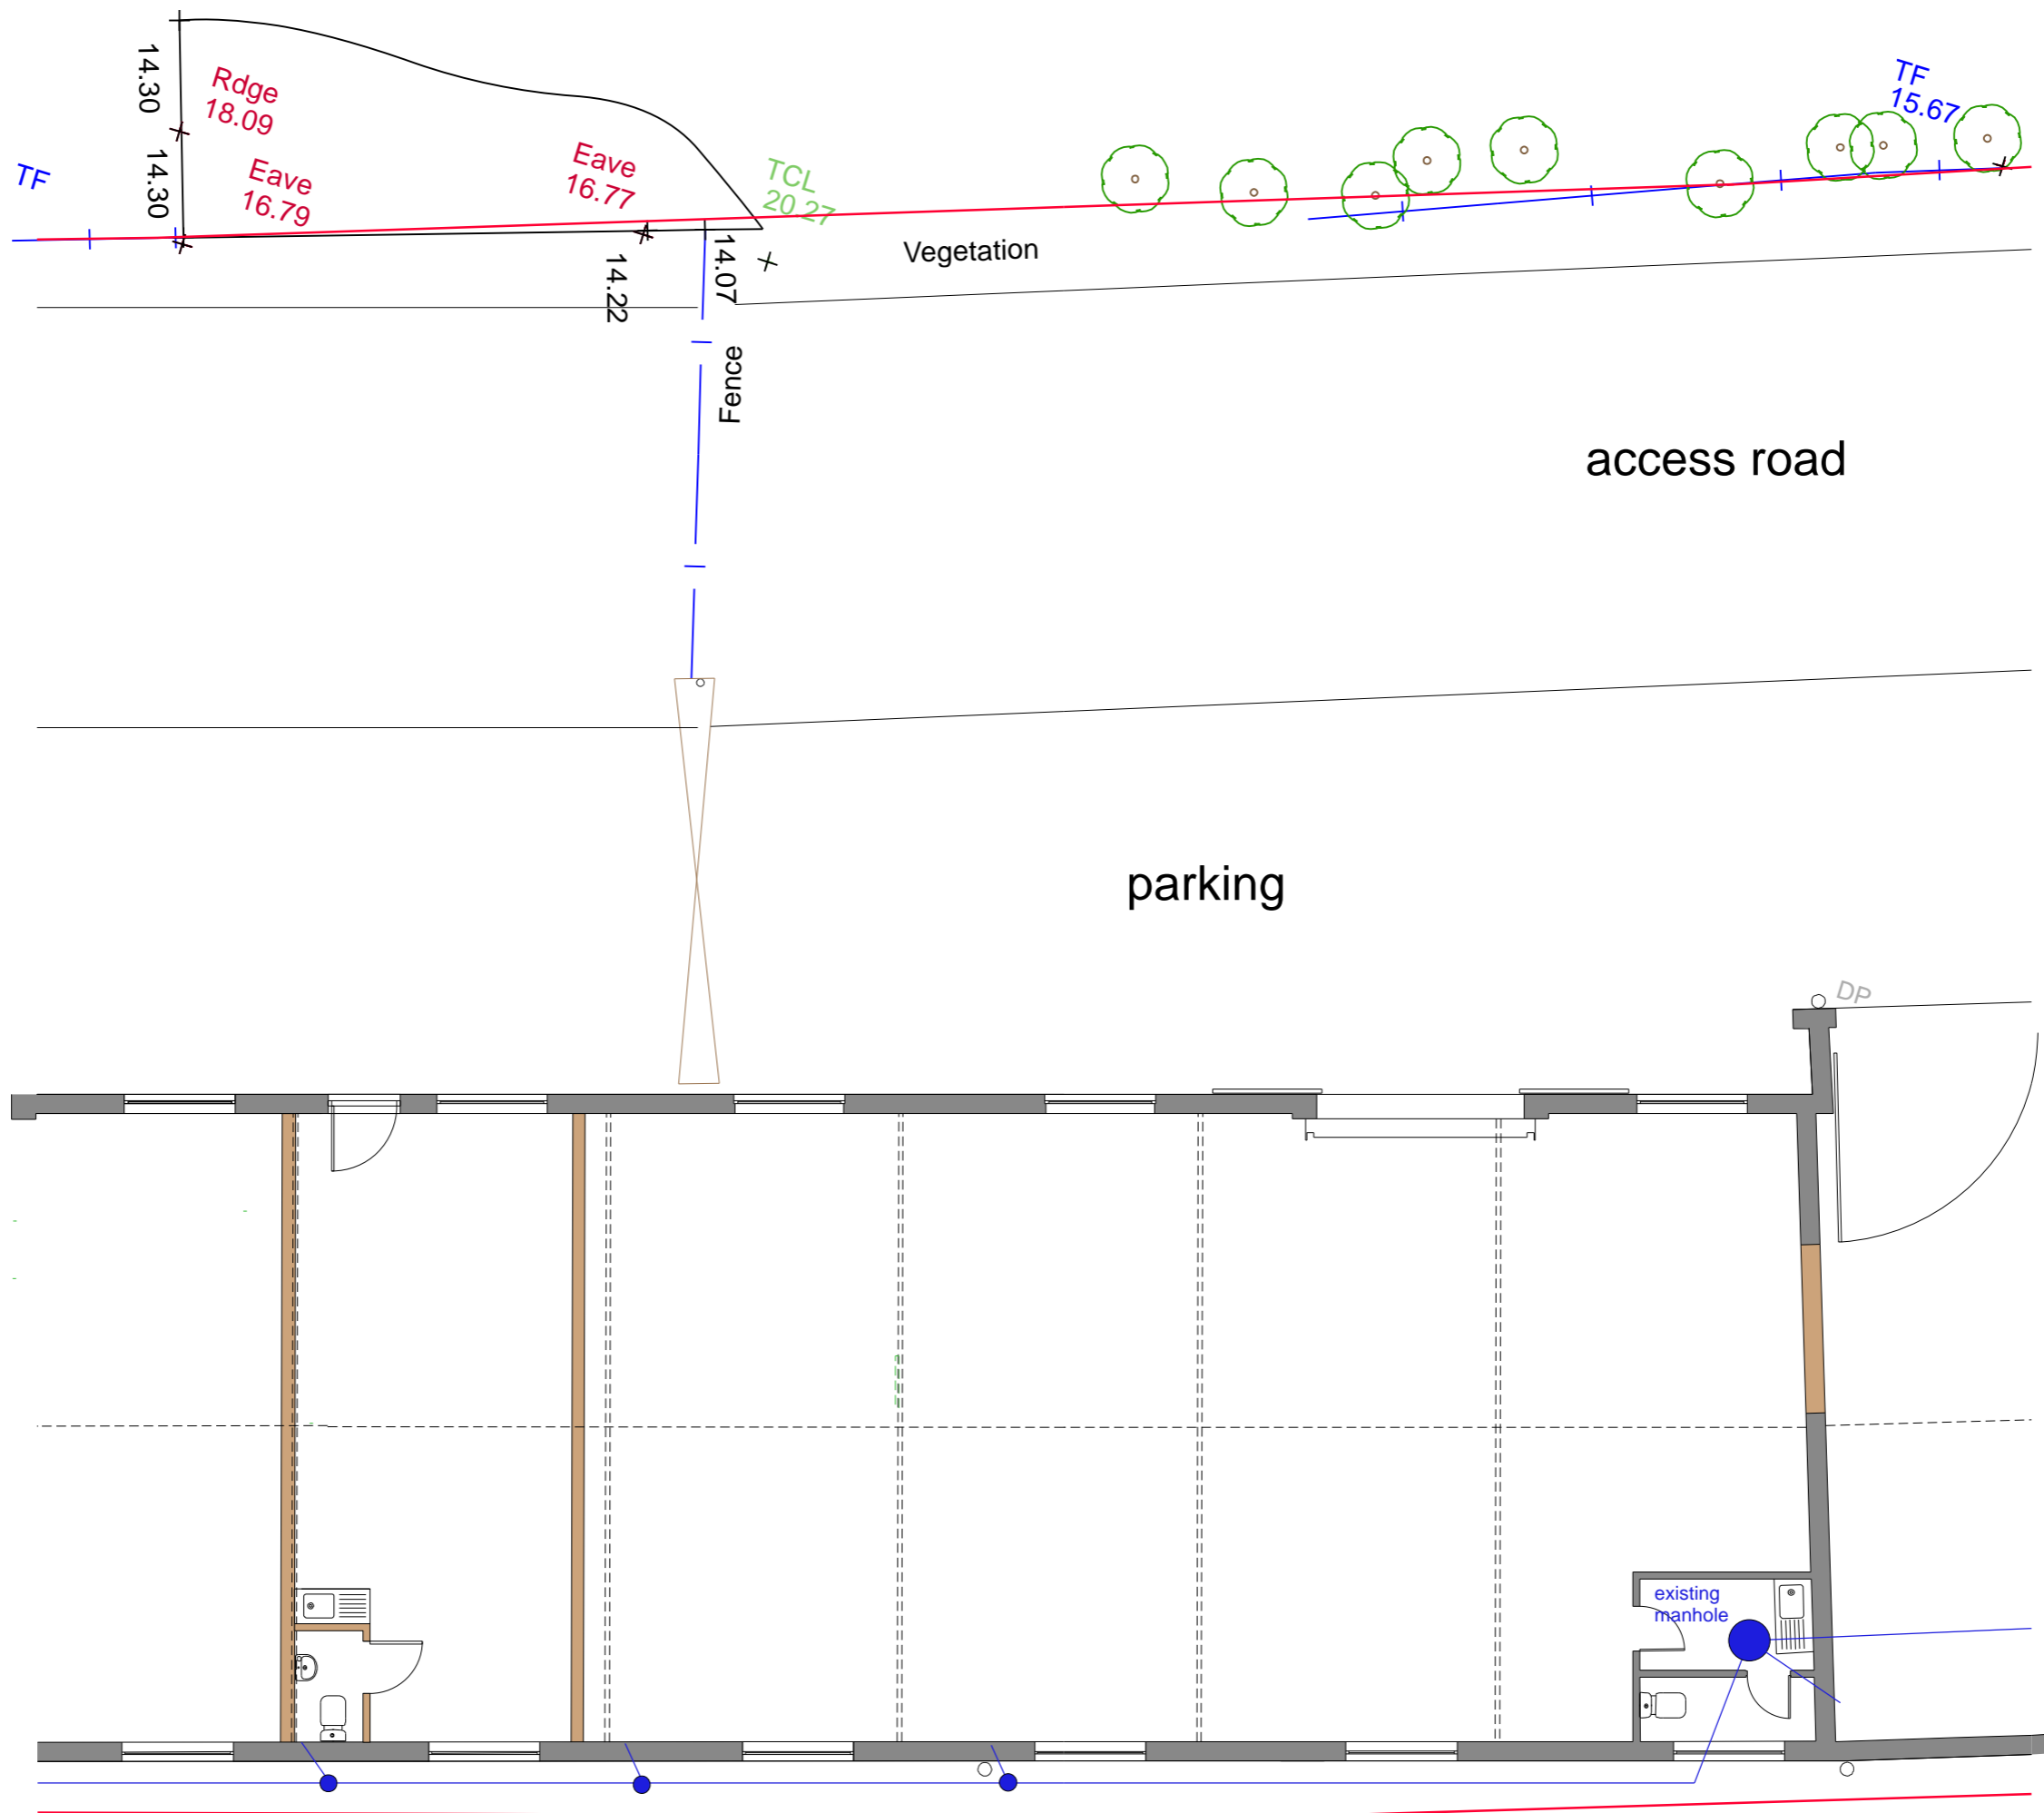 14.30
Rdge
18.09
TF
15.67
14.30
Eave
16.79
Eave
16.77
TCL
20.27
TF
14.22
14.07
Vegetation
Fence
access road
parking
DP
existing
manhole